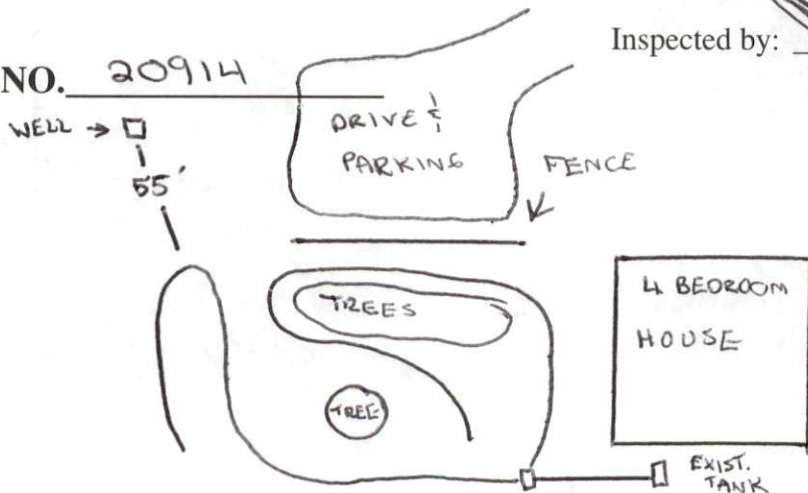 Inspected by:
NO. 20914
WELL →
55'
DRIVE &
PARKING
FENCE
TREES
4 BEDROOM
HOUSE
TREE
EXIST.
TANK